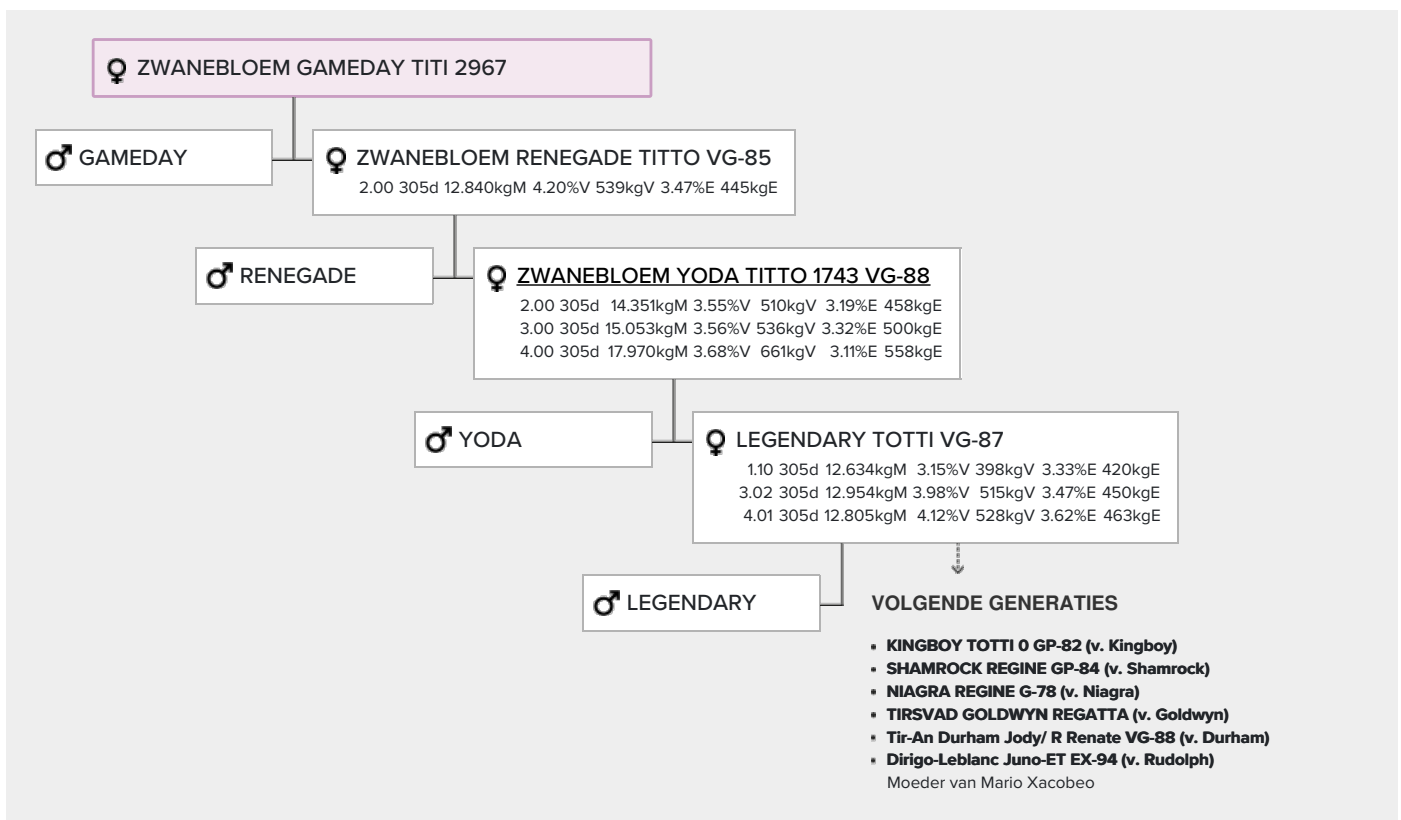 ZWANEBLOEM GAMEDAY TITI 2967
GAMEDAY
ZWANEBLOEM RENEGADE TITTO VG-85
2.00 305d 12.840kgM 4.20%V 539kgV 3.47%E 445kgE
RENEGADE
ZWANEBLOEM YODA TITTO 1743 VG-88
2.00 305d 14.351kgM 3.55%V 510kgV 3.19%E 458kgE
3.00 305d 15.053kgM 3.56%V 536kgV 3.32%E 500kgE
4.00 305d 17.970kgM 3.68%V 661kgV 3.11%E 558kgE
YODA
LEGENDARY TOTTI VG-87
1.10 305d 12.634kgM 3.15%V 398kgV 3.33%E 420kgE
3.02 305d 12.954kgM 3.98%V 515kgV 3.47%E 450kgE
4.01 305d 12.805kgM 4.12%V 528kgV 3.62%E 463kgE
LEGENDARY
VOLGENDE GENERATIES
• KINGBOY TOTTI 0 GP-82 (v. Kingboy)
• SHAMROCK REGINE GP-84 (v. Shamrock)
• NIAGRA REGINE G-78 (v. Niagra)
• TIRSVAD GOLDWYN REGATTA (v. Goldwyn)
• Tir-An Durham Jody/ R Renate VG-88 (v. Durham)
• Dirigo-Leblanc Juno-ET EX-94 (v. Rudolph)
Moeder van Mario Xacobeo